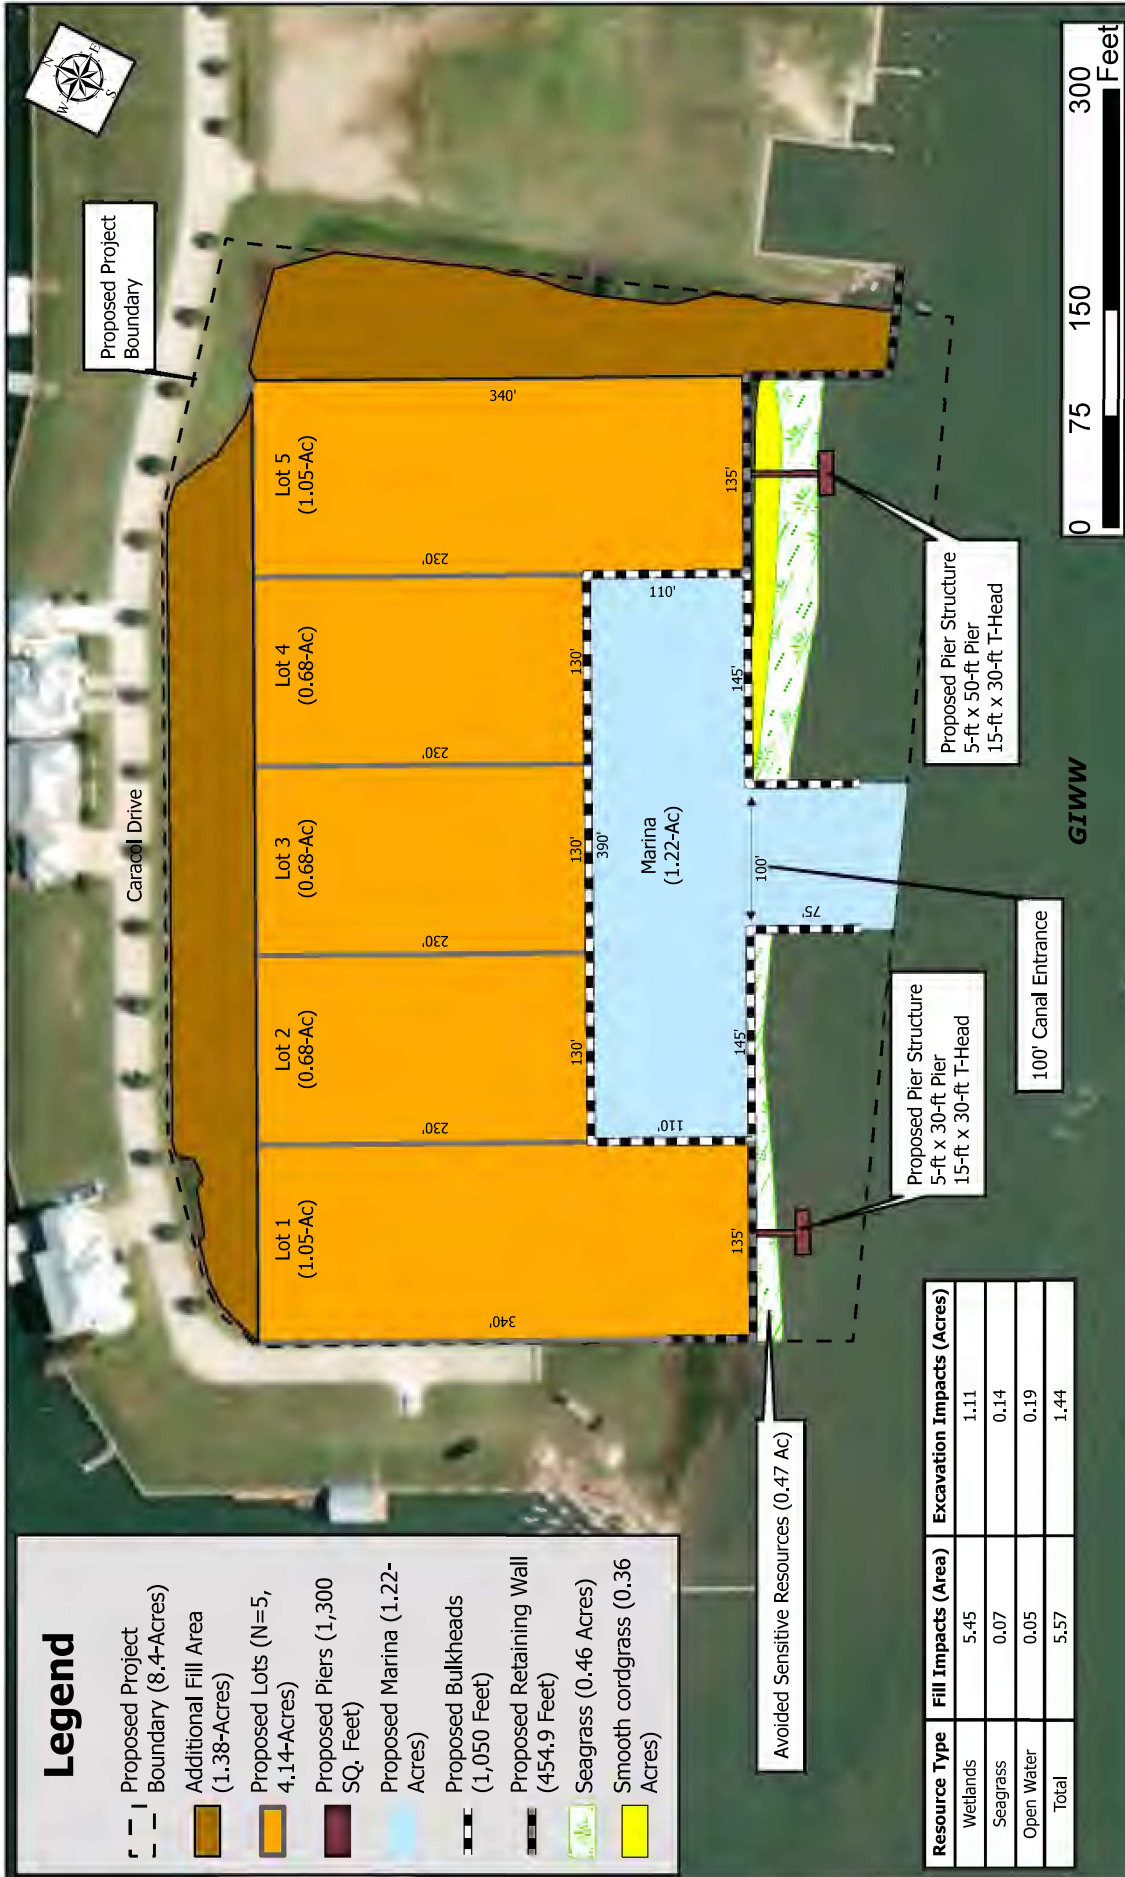 Legend
Proposed Project
Boundary (8.4-Acres)
Additional Fill Area
(1.38-Acres)
Proposed Lots (N=5,
4.14-Acres)
Proposed Piers (1,300
SQ. Feet)
Proposed Marina (1.22-
Acres)
Proposed Bulkheads
(1,050 Feet)
Proposed Retaining Wall
(454.9 Feet)
Seagrass (0.46 Acres)
Smooth cordgrass (0.36
Acres)
Caracol Drive
Proposed Project
Boundary
N
E
S
W
Lot 1
(1.05-Ac)
Lot 2
(0.68-Ac)
Lot 3
(0.68-Ac)
Lot 4
(0.68-Ac)
Lot 5
(1.05-Ac)
340'
230'
230'
230'
230'
340'
130'
130'
130'
390'
110'
110'
Marina
(1.22-Ac)
135'
145'
100'
145'
135'
75'
Avoided Sensitive Resources (0.47 Ac)
Proposed Pier Structure
5-ft x 30-ft Pier
15-ft x 30-ft T-Head
100' Canal Entrance
Proposed Pier Structure
5-ft x 50-ft Pier
15-ft x 30-ft T-Head
GIWW
Resource Type Fill Impacts (Area) Excavation Impacts (Acres)
Wetlands 5.45 1.11
Seagrass 0.07 0.14
Open Water 0.05 0.19
Total 5.57 1.44
0 75 150 300
Feet